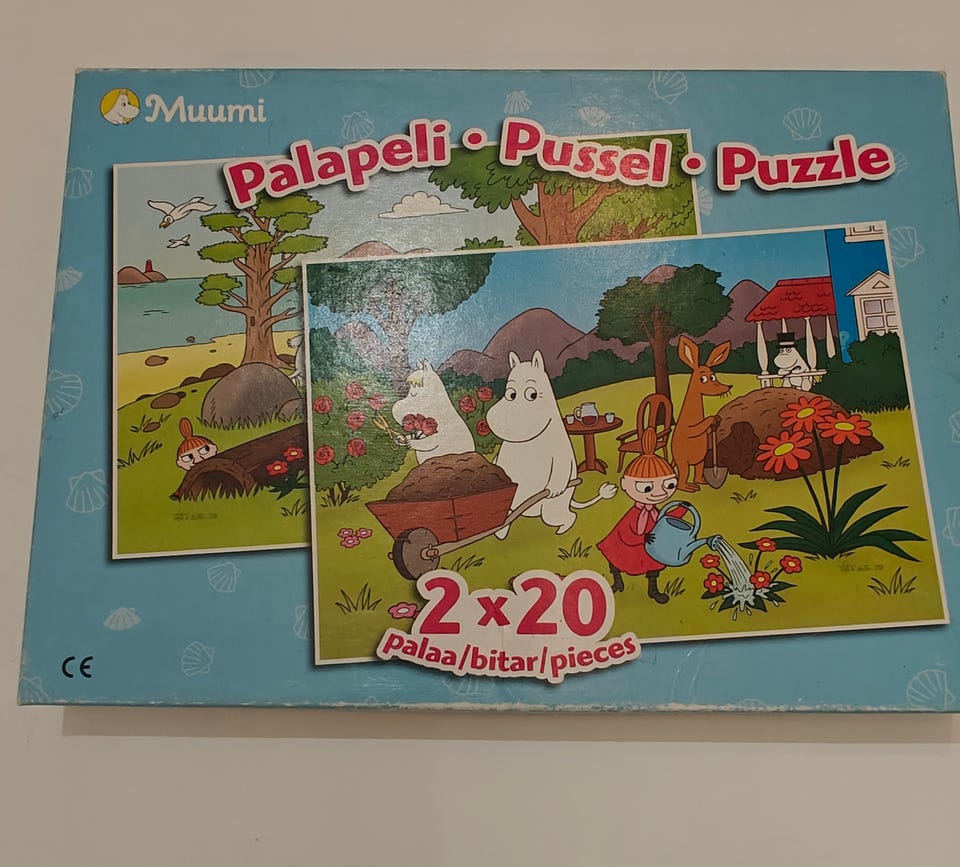 Muumi
Palapeli • Pussel • Puzzle
2 x 20
palaa/bitar/pieces
CE